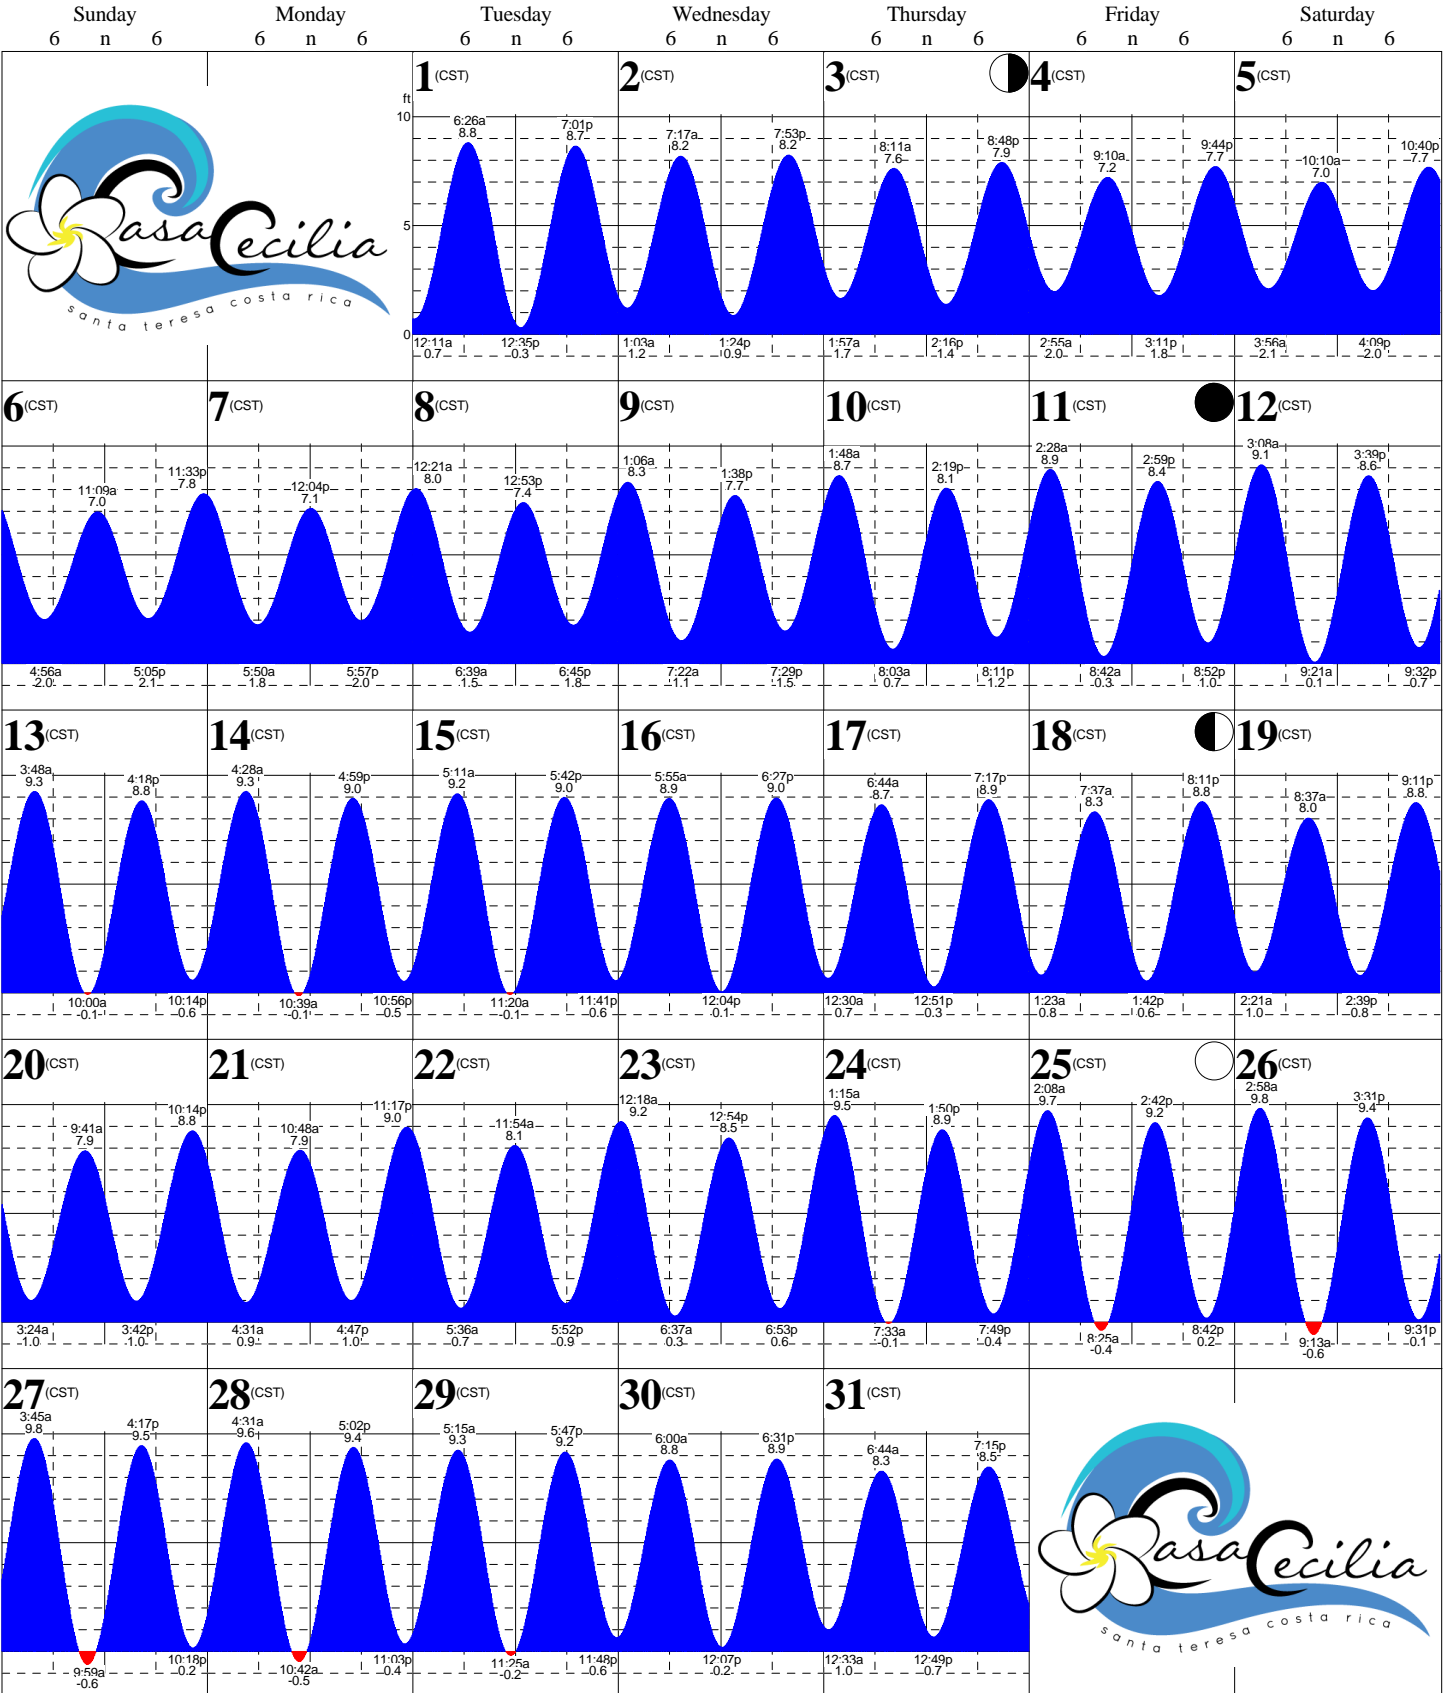 Sunday Monday Tuesday Wednesday Thursday Friday Saturday
6 n 6 6 n 6 6 n 6 6 n 6 6 n 6 6 n 6 6 n 6
Casa Cecilia
santa teresa costa rica
1 (CST) 2 (CST) 3 (CST) 4 (CST) 5 (CST)
ft
10
5
0
6:26a 7:01p 7:17a 7:53p 8:11a 8:48p 9:10a 9:44p 10:10a 10:40p
8.8 8.7 8.2 8.2 7.6 7.9 7.2 7.7 7.0 7.7
12:11a 12:35p 1:03a 1:24p 1:57a 2:16p 2:55a 3:11p 3:56a 4:09p
0.7 0.3 1.2 0.9 1.7 1.4 2.0 1.8 2.1 2.0
6 (CST) 7 (CST) 8 (CST) 9 (CST) 10 (CST) 11 (CST) 12 (CST)
11:09a 11:33p 12:04p 12:21a 12:53p 1:06a 1:38p 1:48a 2:19p 2:28a 2:59p 3:08a 3:39p
7.0 7.8 7.1 8.0 7.4 8.3 7.7 8.7 8.1 8.9 8.4 9.1 8.6
4:56a 5:05p 5:50a 5:57p 6:39a 6:45p 7:22a 7:29p 8:03a 8:11p 8:42a 8:52p 9:21a 9:32p
2.0 2.1 1.8 2.0 1.5 1.8 1.1 1.5 0.7 1.2 0.3 1.0 0.1 0.7
13 (CST) 14 (CST) 15 (CST) 16 (CST) 17 (CST) 18 (CST) 19 (CST)
3:48a 4:18p 4:28a 4:59p 5:11a 5:42p 5:55a 6:27p 6:44a 7:17p 7:37a 8:11p 8:37a 9:11p
9.3 8.8 9.3 9.0 9.2 9.0 8.9 9.0 8.7 8.9 8.3 8.8 8.0 8.8
10:00a 10:14p 10:39a 10:56p 11:20a 11:41p 12:04p 12:30a 12:51p 1:23a 1:42p 2:21a 2:39p
-0.1 0.6 -0.1 0.5 -0.1 0.6 0.1 0.7 0.3 0.8 0.6 1.0 0.8
20 (CST) 21 (CST) 22 (CST) 23 (CST) 24 (CST) 25 (CST) 26 (CST)
9:41a 10:14p 10:48a 11:17p 11:54a 12:18a 12:54p 1:15a 1:50p 2:08a 2:42p 2:58a 3:31p
7.9 8.8 7.9 9.0 8.1 9.2 8.5 9.5 8.9 9.7 9.2 9.8 9.4
3:24a 3:42p 4:31a 4:47p 5:36a 5:52p 6:37a 6:53p 7:33a 7:49p 8:25a 8:42p 9:13a 9:31p
1.0 1.0 0.9 1.0 0.7 0.9 0.3 0.6 -0.1 0.4 -0.4 0.2 -0.6 0.1
27 (CST) 28 (CST) 29 (CST) 30 (CST) 31 (CST)
3:45a 4:17p 4:31a 5:02p 5:15a 5:47p 6:00a 6:31p 6:44a 7:15p
9.8 9.5 9.6 9.4 9.3 9.2 8.8 8.9 8.3 8.5
9:59a 10:18p 10:42a 11:03p 11:25a 11:48p 12:07p 12:33a 12:49p
-0.6 0.2 -0.5 0.4 -0.2 0.6 0.2 1.0 0.7
Casa Cecilia
santa teresa costa rica